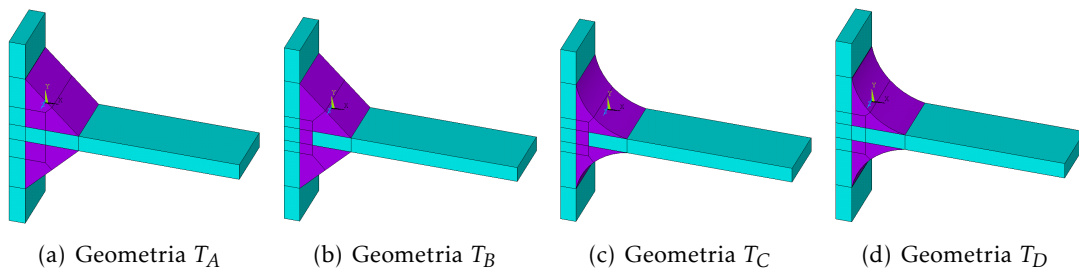 (a) Geometria T_A
(b) Geometria T_B
(c) Geometria T_C
(d) Geometria T_D